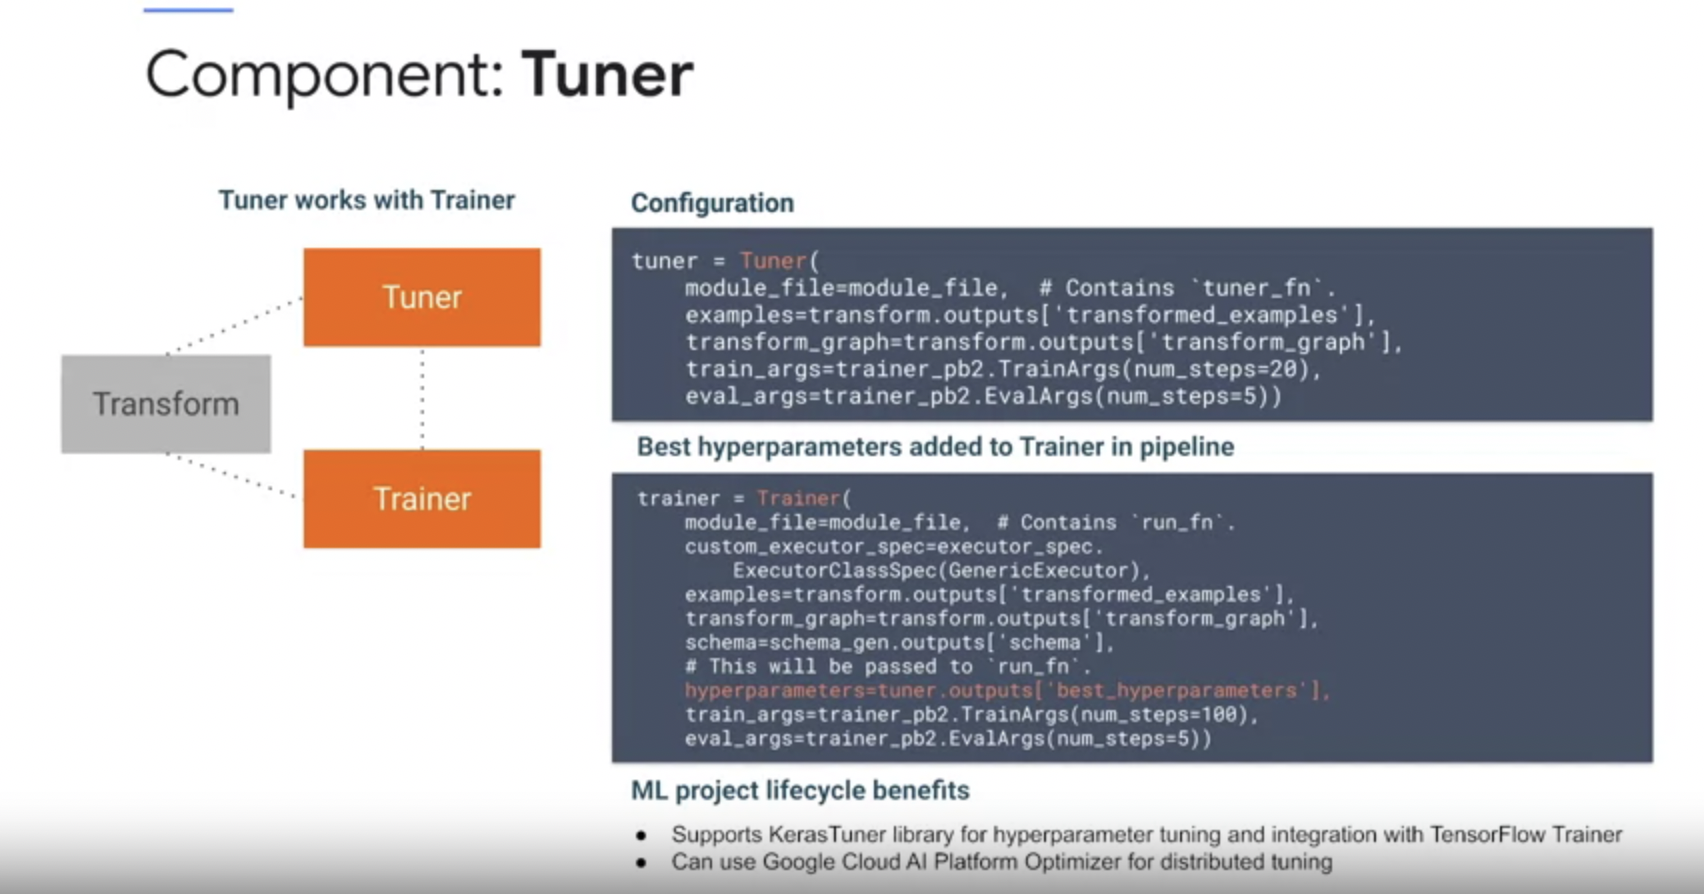 Component: Tuner
Tuner works with Trainer
Tuner
Transform
Trainer
Configuration
tuner = Tuner(
    module_file=module_file,  # Contains `tuner_fn`.
    examples=transform.outputs['transformed_examples'],
    transform_graph=transform.outputs['transform_graph'],
    train_args=trainer_pb2.TrainArgs(num_steps=20),
    eval_args=trainer_pb2.EvalArgs(num_steps=5))
Best hyperparameters added to Trainer in pipeline
trainer = Trainer(
    module_file=module_file,  # Contains `run_fn`.
    custom_executor_spec=executor_spec.
        ExecutorClassSpec(GenericExecutor),
    examples=transform.outputs['transformed_examples'],
    transform_graph=transform.outputs['transform_graph'],
    schema=schema_gen.outputs['schema'],
    # This will be passed to `run_fn`.
    hyperparameters=tuner.outputs['best_hyperparameters'],
    train_args=trainer_pb2.TrainArgs(num_steps=100),
    eval_args=trainer_pb2.EvalArgs(num_steps=5))
ML project lifecycle benefits
● Supports KerasTuner library for hyperparameter tuning and integration with TensorFlow Trainer
● Can use Google Cloud AI Platform Optimizer for distributed tuning